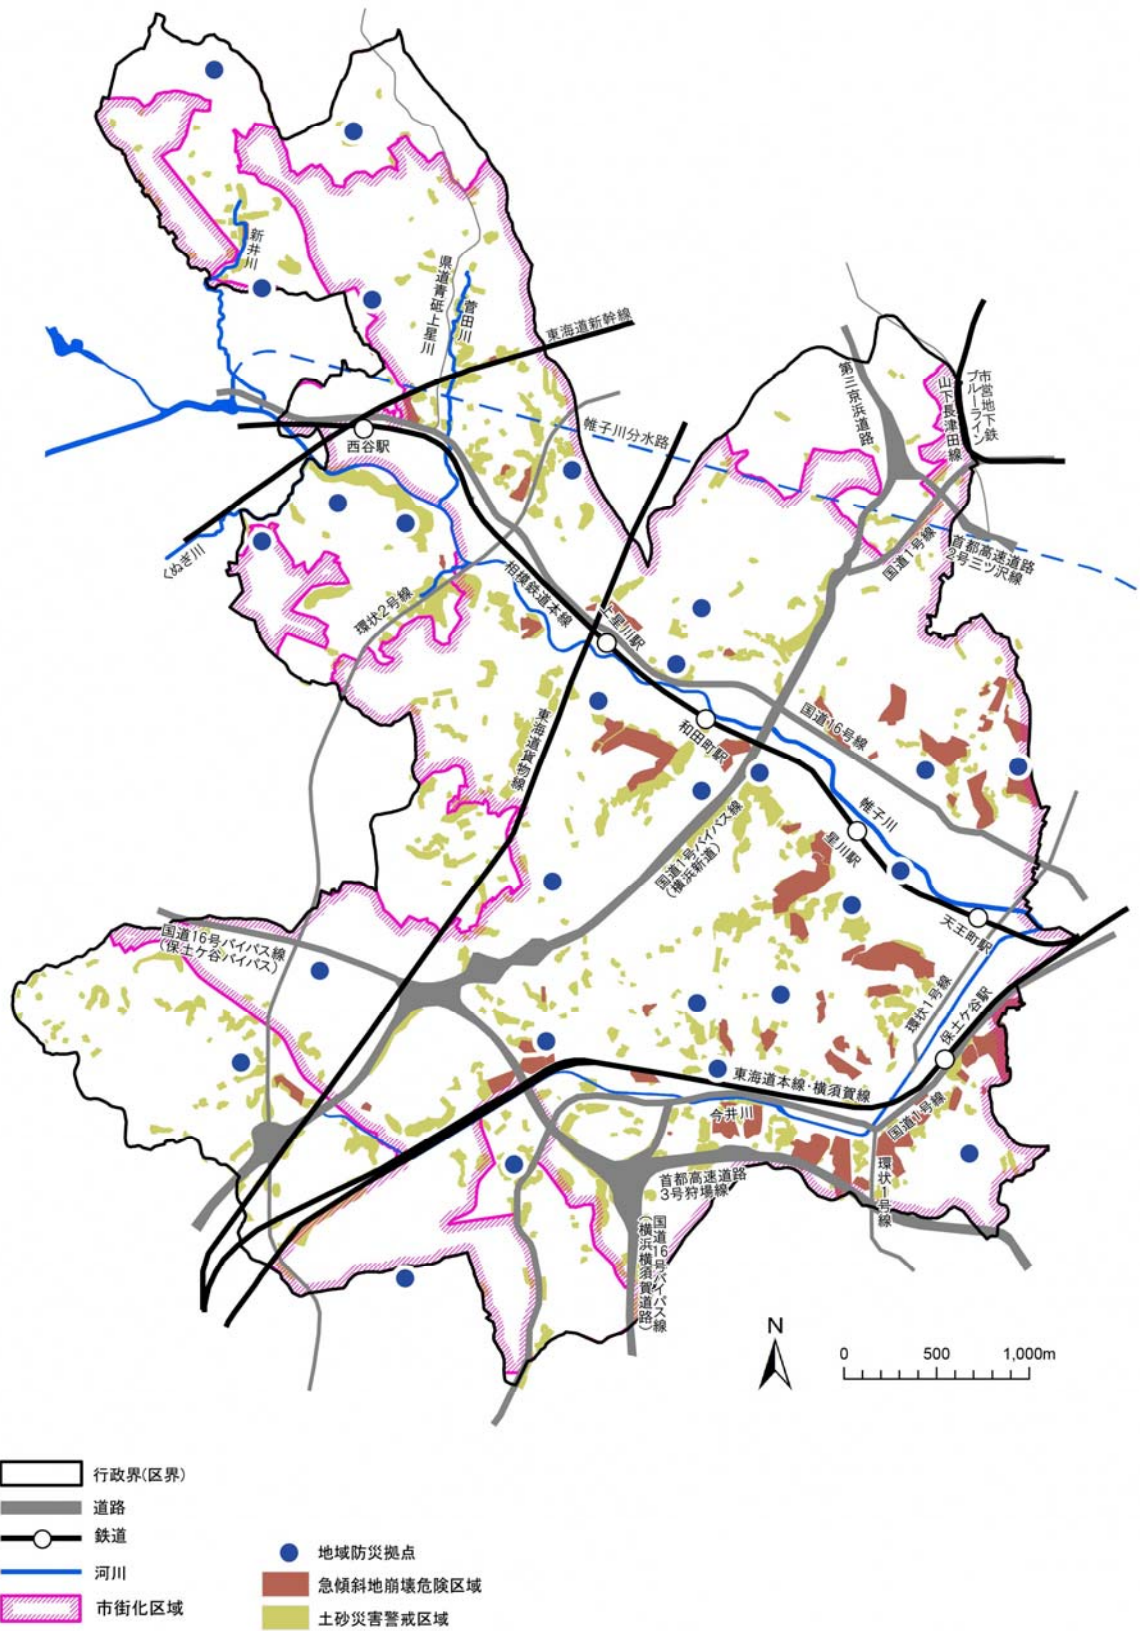 新井川
県道青砥上星川
菅田川
東海道新幹線
第三京浜道路
山下長津田線
市営地下鉄
ブルーライン
帷子川分水路
西谷駅
くぬぎ川
環状2号線
相模鉄道本線
上星川駅
国道1号線
首都高速道路
2号三ツ沢線
東海道貨物線
和田町駅
国道16号線
国道1号バイパス線
(横浜新道)
帷子川
星川駅
天王町駅
国道16号バイパス線
(保土ケ谷バイパス)
環状1号線
保土ケ谷駅
東海道本線・横須賀線
今井川
国道1号線
首都高速道路
3号狩場線
環状1号線
国道16号バイパス線
(横浜横須賀道路)
N
0 500 1,000m
行政界(区界)
道路
鉄道
河川
市街化区域
地域防災拠点
急傾斜地崩壊危険区域
土砂災害警戒区域